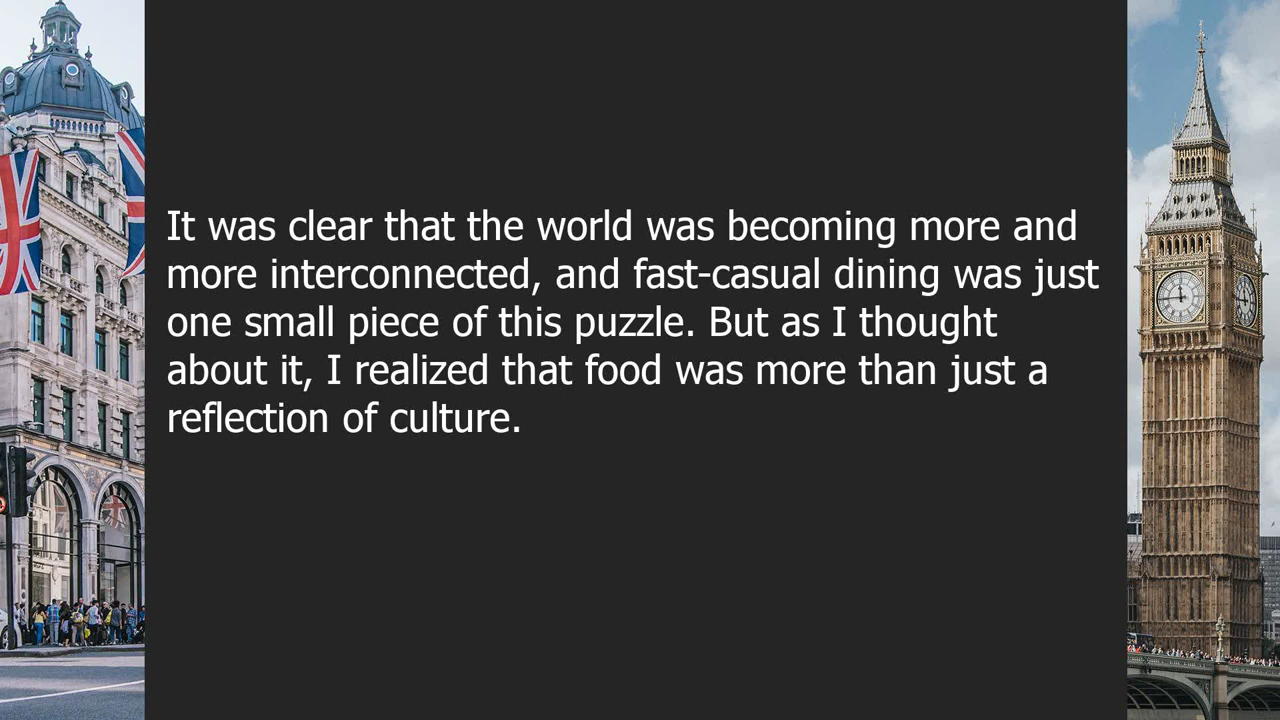 It was clear that the world was becoming more and
more interconnected, and fast-casual dining was just
one small piece of this puzzle. But as I thought
about it, I realized that food was more than just a
reflection of culture.